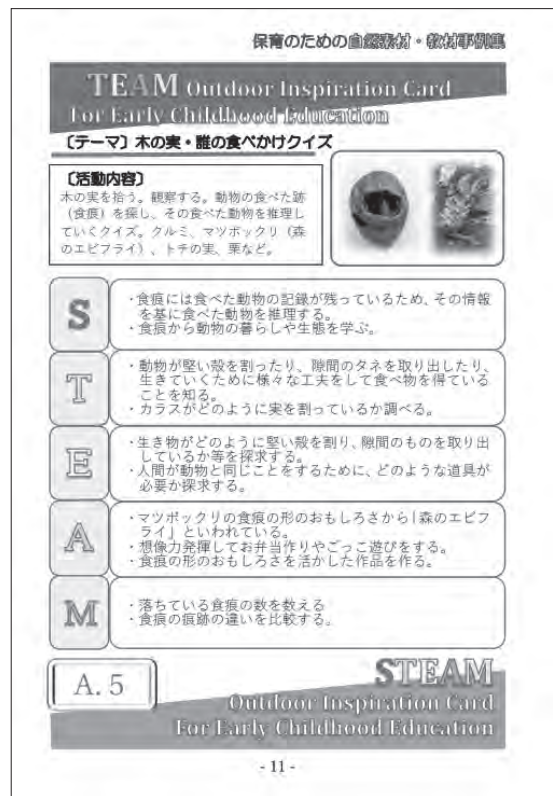 保育のための自然素材・教材事例集
TEAM Outdoor Inspiration Card
For Early Childhood Education
〔テーマ〕木の実・誰の食べかけクイズ
〔活動内容〕
木の実を拾う。観察する。動物の食べた跡
（食痕）を探し、その食べた動物を推理し
ていくクイズ。クルミ、マツボックリ（森
のエビフライ）、トチの実、栗など。
S
・食痕には食べた動物の記録が残っているため、その情報
を基に食べた動物を推理する。
・食痕から動物の暮らしや生態を学ぶ。
T
・動物が堅い殻を割ったり、隙間のタネを取り出したり、
生きていくために様々な工夫をして食べ物を得ている
ことを知る。
・カラスがどのように実を割っているか調べる。
E
・生き物がどのように堅い殻を割り、隙間のものを取り出
しているか等を探求する。
・人間が動物と同じことをするために、どのような道具が
必要か探求する。
A
・マツボックリの食痕の形のおもしろさから「森のエビフ
ライ」といわれている。
・想像力発揮してお弁当作りやごっこ遊びをする。
・食痕の形のおもしろさを活かした作品を作る。
M
・落ちている食痕の数を数える
・食痕の痕跡の違いを比較する。
A. 5
STEAM
Outdoor Inspiration Card
For Early Childhood Education
- 11 -